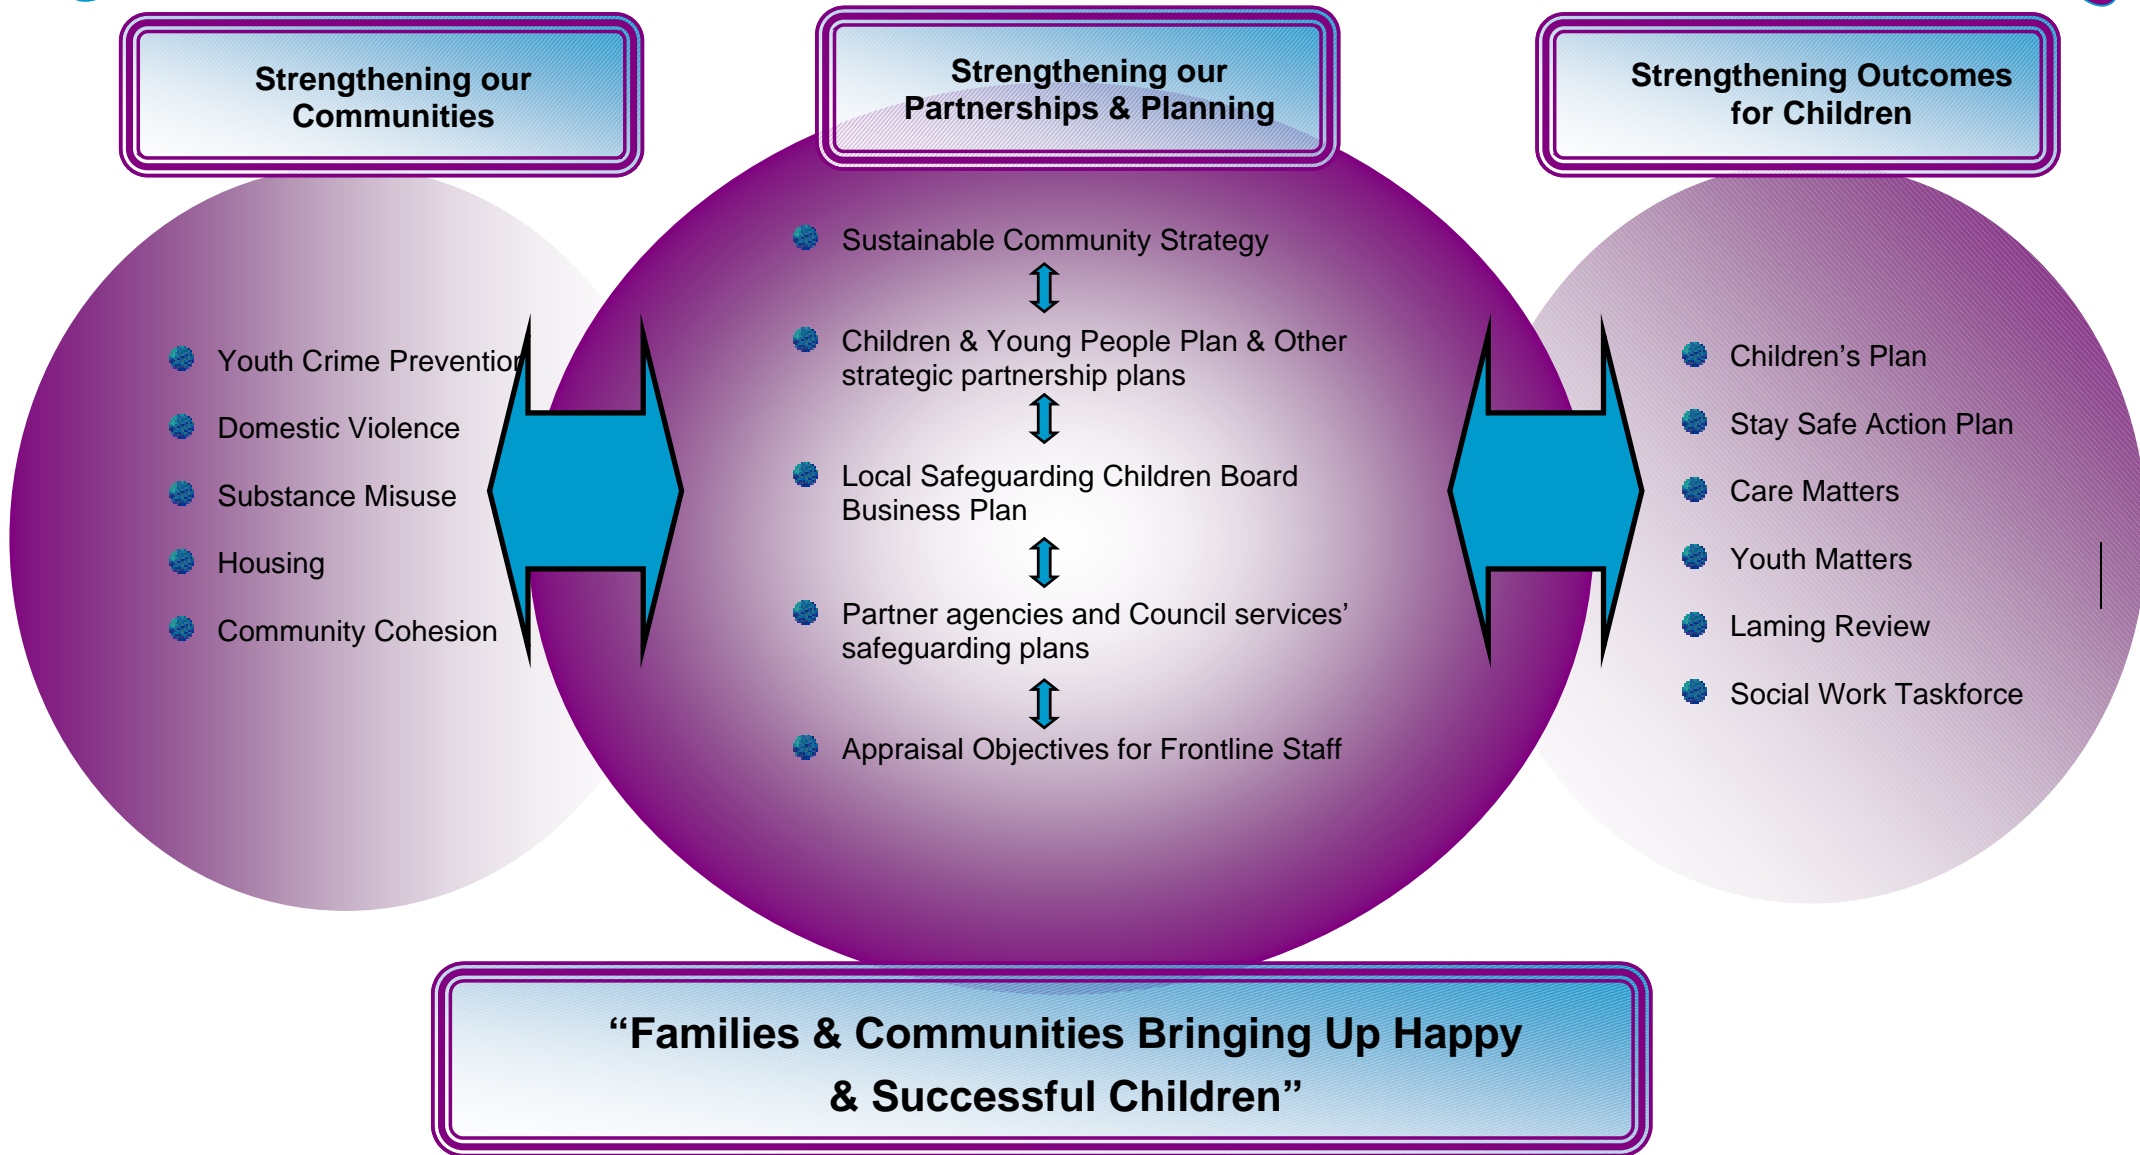 Strengthening our
Communities
Strengthening our
Partnerships & Planning
Strengthening Outcomes
for Children
Youth Crime Prevention
Domestic Violence
Substance Misuse
Housing
Community Cohesion
Sustainable Community Strategy
Children & Young People Plan & Other
strategic partnership plans
Local Safeguarding Children Board
Business Plan
Partner agencies and Council services’
safeguarding plans
Appraisal Objectives for Frontline Staff
Children’s Plan
Stay Safe Action Plan
Care Matters
Youth Matters
Laming Review
Social Work Taskforce
“Families & Communities Bringing Up Happy
& Successful Children”